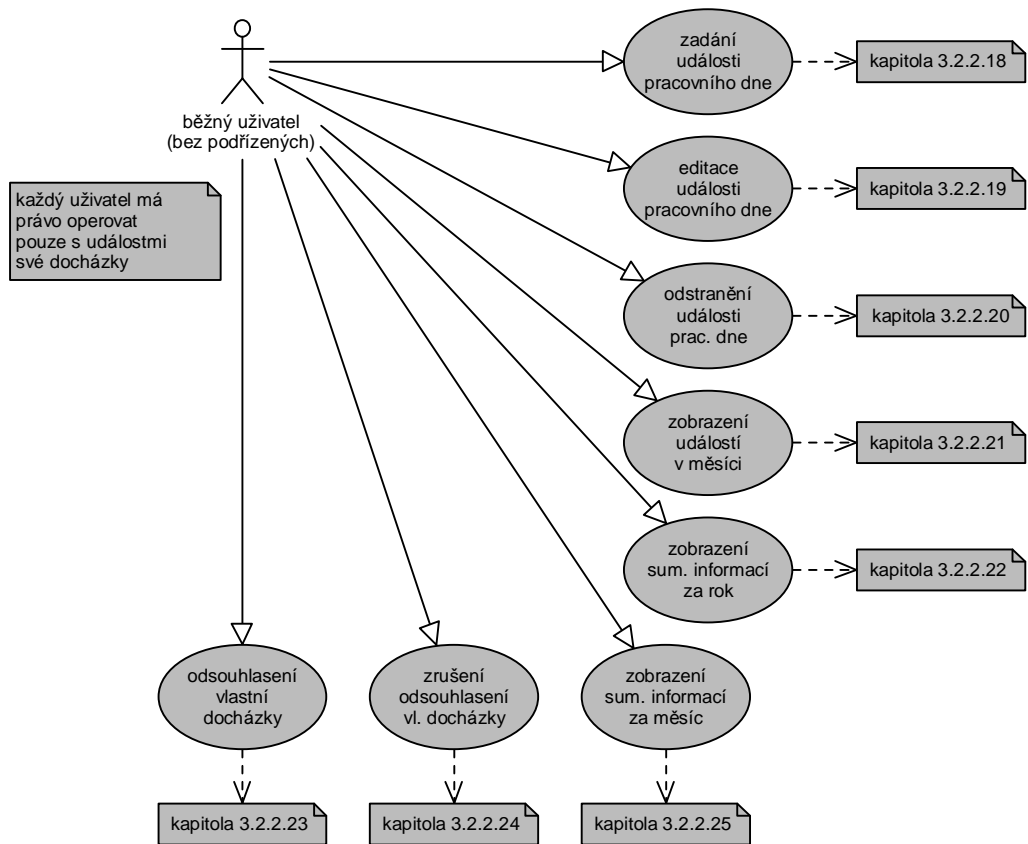 zadání
události
pracovního dne
kapitola 3.2.2.18
běžný uživatel
(bez podřízených)
editace
události
pracovního dne
kapitola 3.2.2.19
každý uživatel má
právo operovat
pouze s událostmi
své docházky
odstranění
události
prac. dne
kapitola 3.2.2.20
zobrazení
událostí
v měsíci
kapitola 3.2.2.21
zobrazení
sum. informací
za rok
kapitola 3.2.2.22
odsouhlasení
vlastní
docházky
zrušení
odsouhlasení
vl. docházky
zobrazení
sum. informací
za měsíc
kapitola 3.2.2.23
kapitola 3.2.2.24
kapitola 3.2.2.25